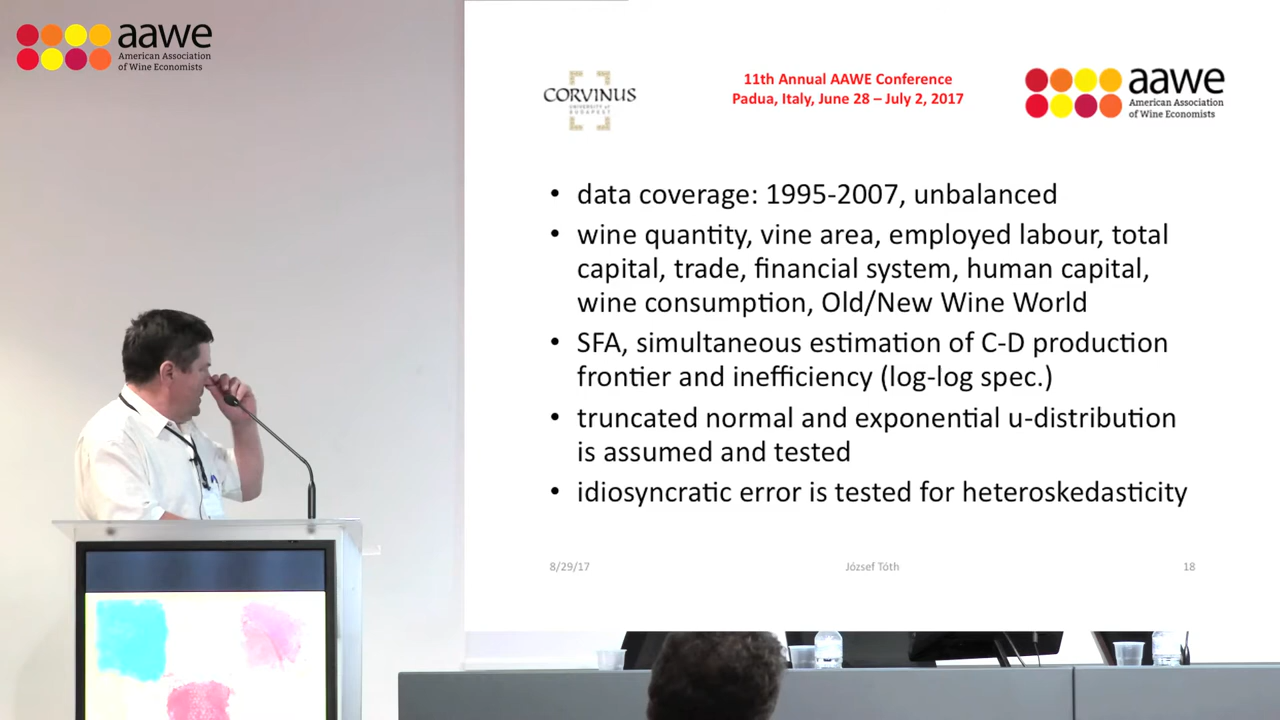 aawe
American Association
of Wine Economists
CORVINUS
UNIVERSITY of
BUDAPEST
11th Annual AAWE Conference
Padua, Italy, June 28 – July 2, 2017
aawe
American Association
of Wine Economists
• data coverage: 1995-2007, unbalanced
• wine quantity, vine area, employed labour, total
capital, trade, financial system, human capital,
wine consumption, Old/New Wine World
• SFA, simultaneous estimation of C-D production
frontier and inefficiency (log-log spec.)
• truncated normal and exponential u-distribution
is assumed and tested
• idiosyncratic error is tested for heteroskedasticity
8/29/17
József Tóth
18